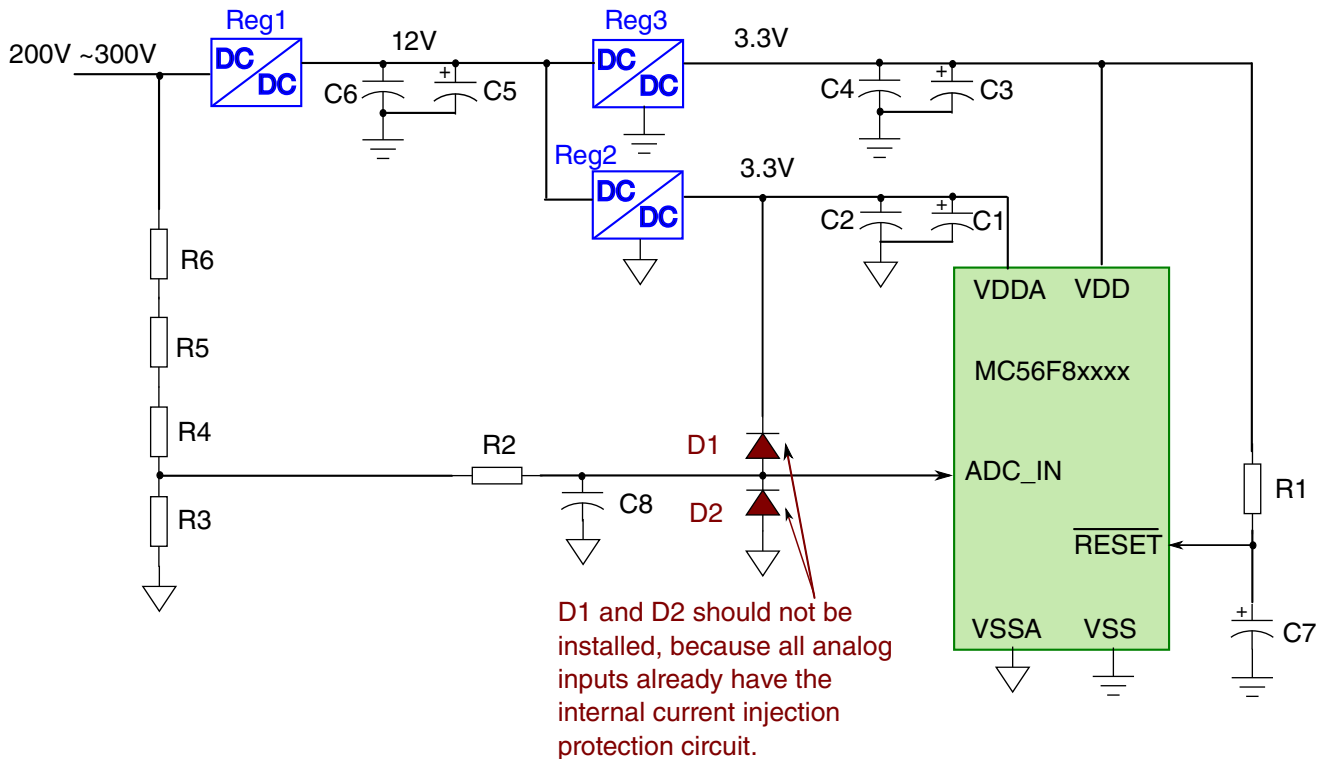 Reg1
Reg3
200V ~300V
12V
3.3V
DC
DC
DC
DC
C6
+
C5
C4
+
C3
Reg2
3.3V
DC
DC
C2
+
C1
R6
VDDA
VDD
R5
MC56F8xxxx
R4
R2
D1
ADC_IN
R1
R3
C8
D2
RESET
D1 and D2 should not be
installed, because all analog
inputs already have the
internal current injection
protection circuit.
VSSA
VSS
+
C7